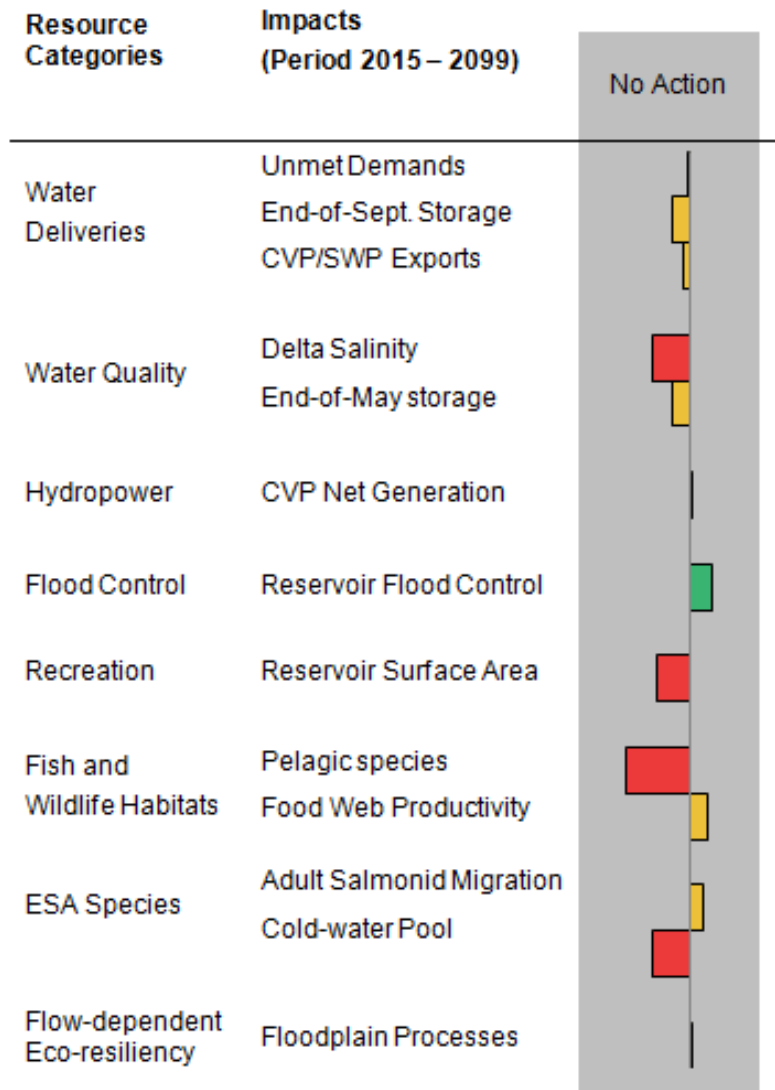 Resource Categories
Impacts
(Period 2015 – 2099)
No Action
Water
Deliveries
Unmet Demands
End-of-Sept. Storage
CVP/SWP Exports
Water Quality
Delta Salinity
End-of-May storage
Hydropower
CVP Net Generation
Flood Control
Reservoir Flood Control
Recreation
Reservoir Surface Area
Fish and
Wildlife Habitats
Pelagic species
Food Web Productivity
ESA Species
Adult Salmonid Migration
Cold-water Pool
Flow-dependent
Eco-resiliency
Floodplain Processes